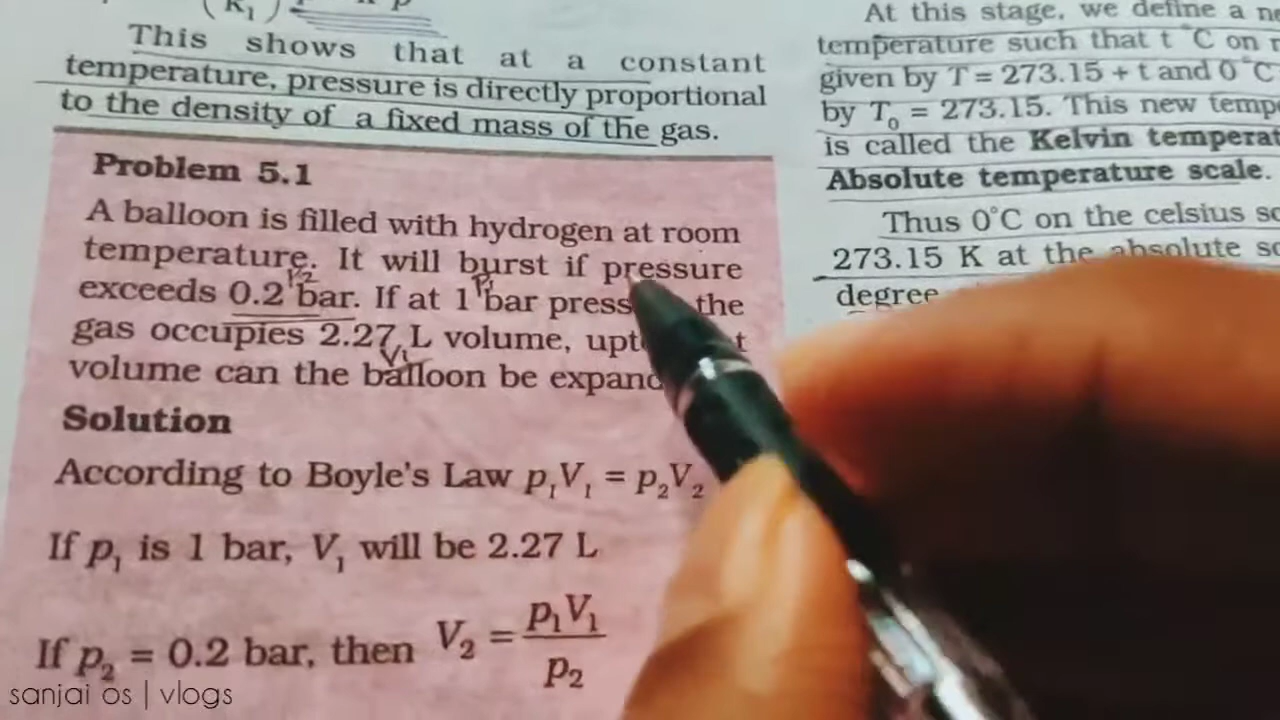 This shows that at a constant
temperature, pressure is directly proportional
to the density of a fixed mass of the gas.
Problem 5.1
A balloon is filled with hydrogen at room
temperature. It will burst if pressure
exceeds 0.2 bar. If at 1 bar press the
gas occupies 2.27 L volume, upt t
volume can the balloon be expand
Solution
According to Boyle's Law p₁V₁ = p₂V₂
If p₁ is 1 bar, V₁ will be 2.27 L
If p₂ = 0.2 bar, then V₂ = p₁V₁ / p₂
At this stage, we define a
temperature such that t °C on
given by T = 273.15 + t and 0 °C
by T₀ = 273.15. This new temp
is called the Kelvin temperat
Absolute temperature scale.
Thus 0°C on the celsius
273.15 K at the absolute
degree
sanjai os | vlogs